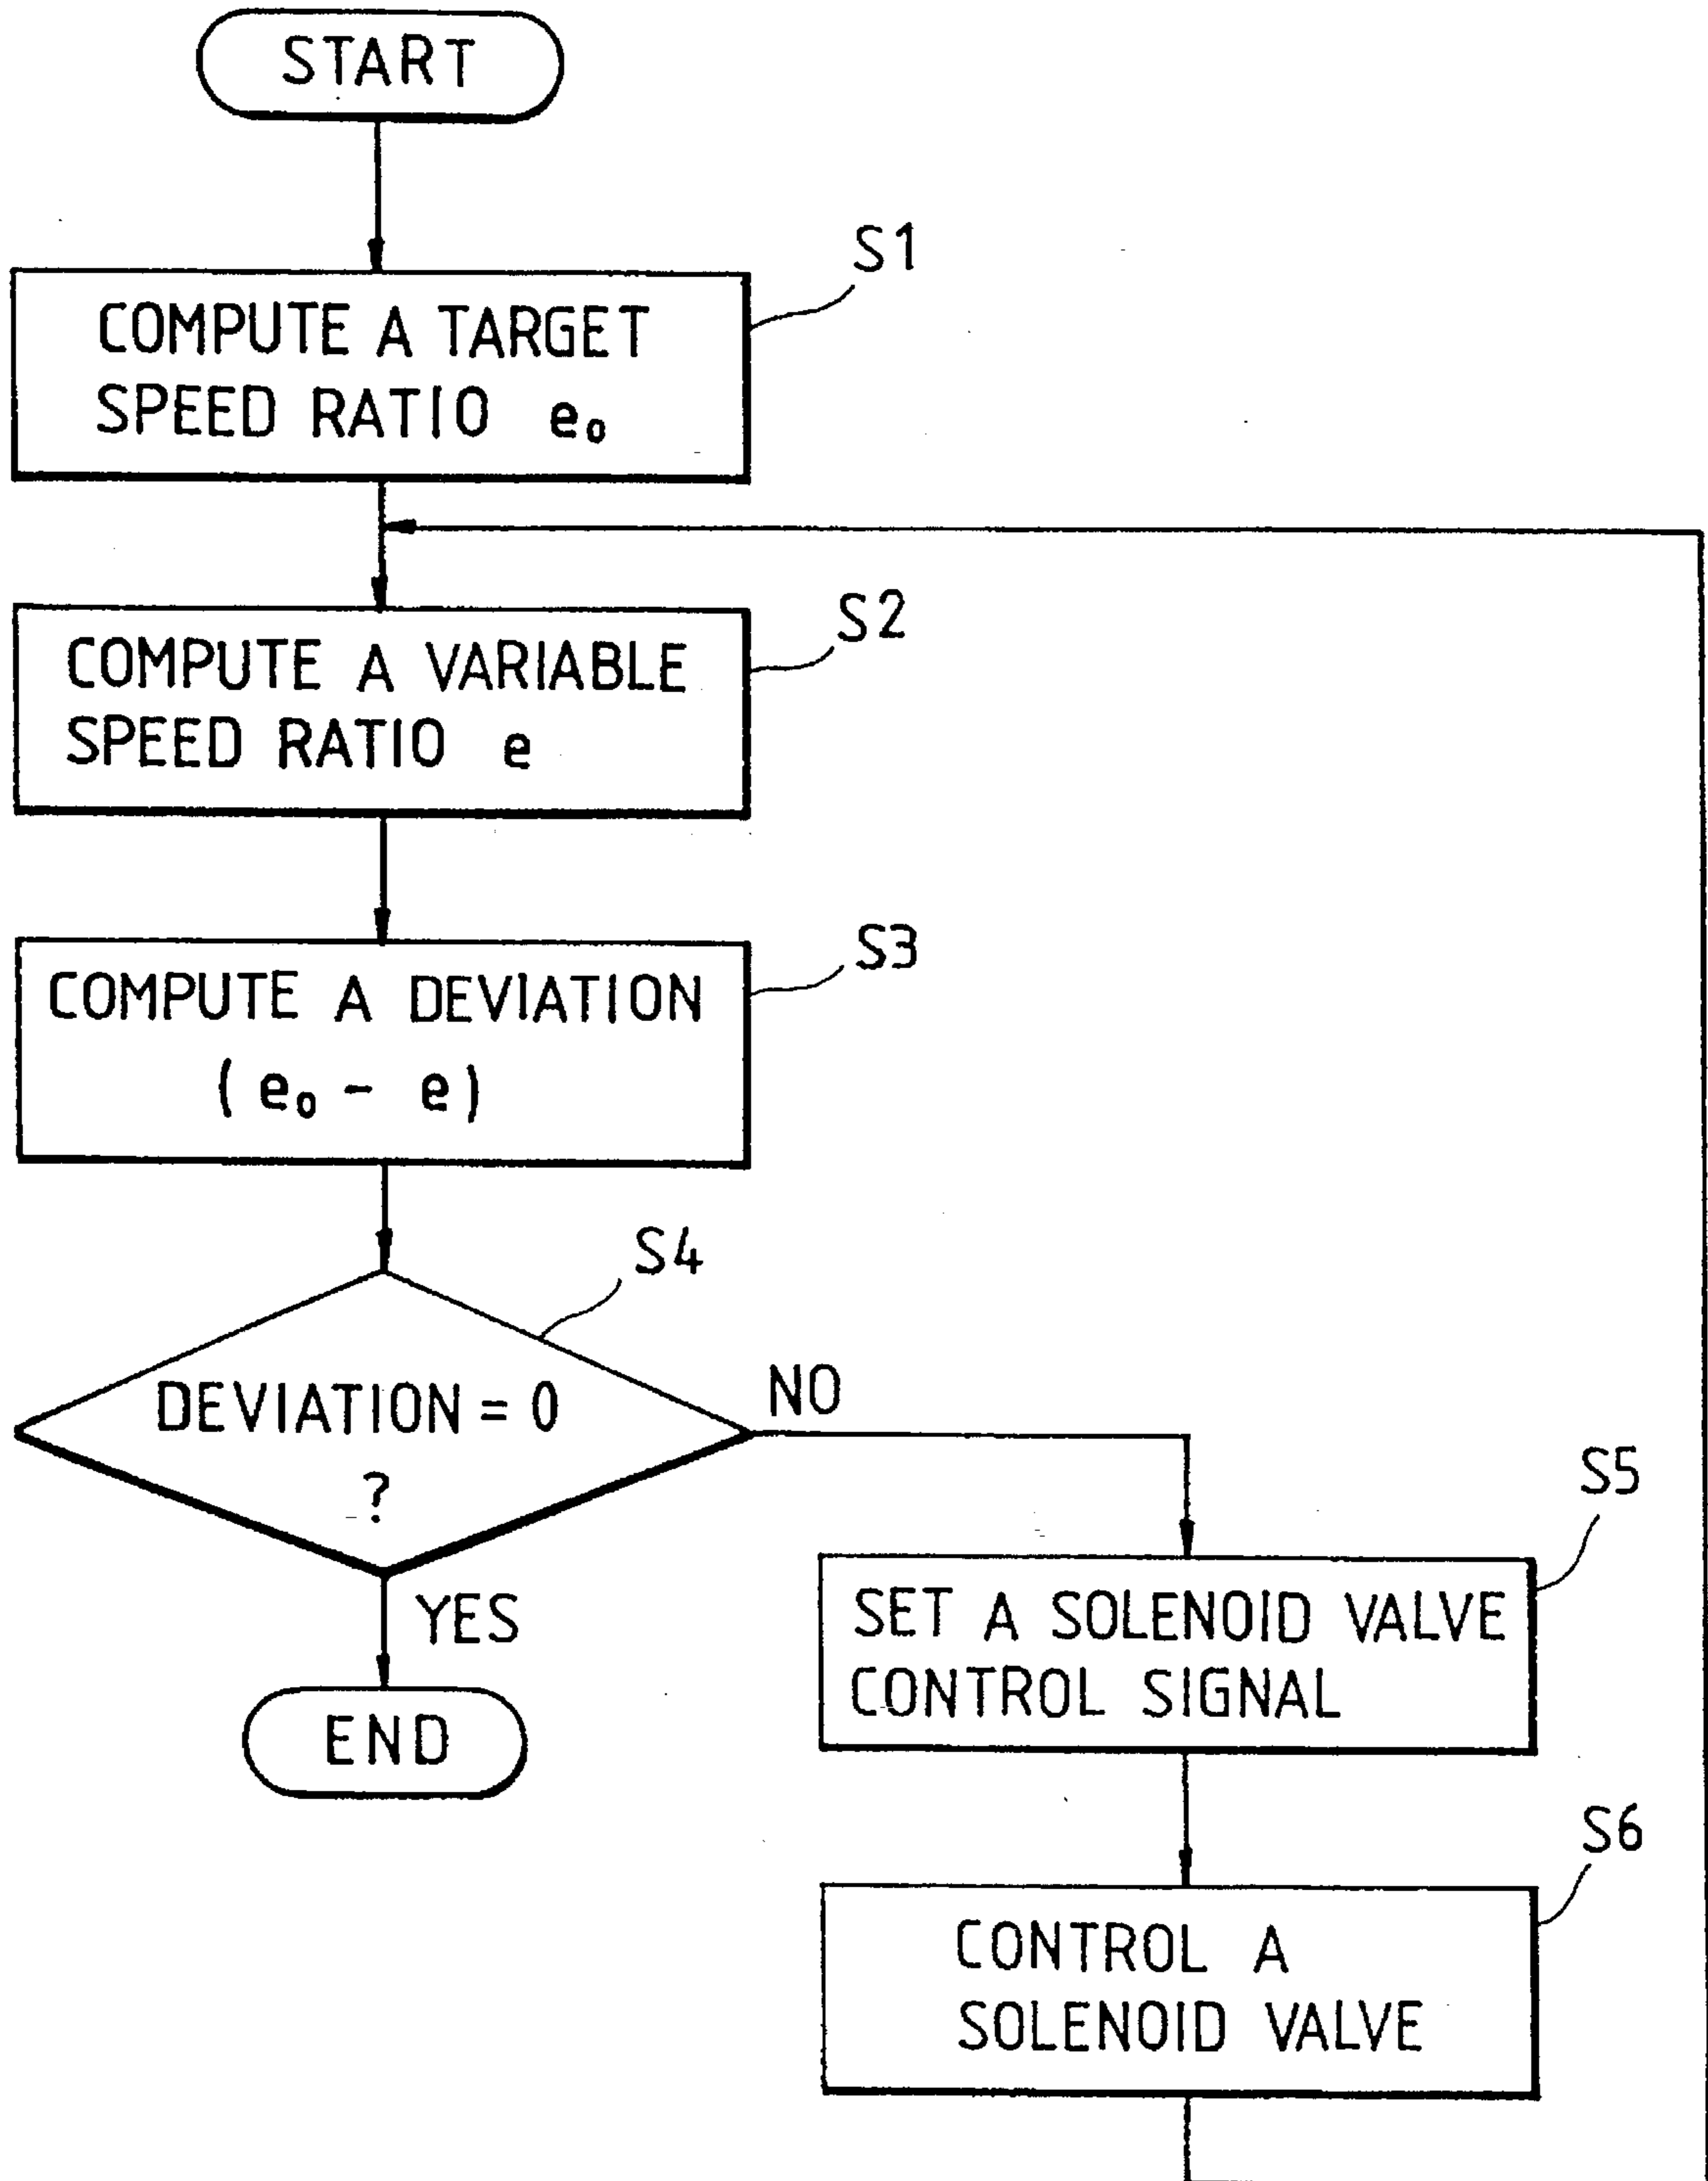 START
S1
COMPUTE A TARGET
SPEED RATIO e₀
S2
COMPUTE A VARIABLE
SPEED RATIO e
S3
COMPUTE A DEVIATION
(e₀ - e)
S4
DEVIATION = 0
?
NO
YES
END
S5
SET A SOLENOID VALVE
CONTROL SIGNAL
S6
CONTROL A
SOLENOID VALVE